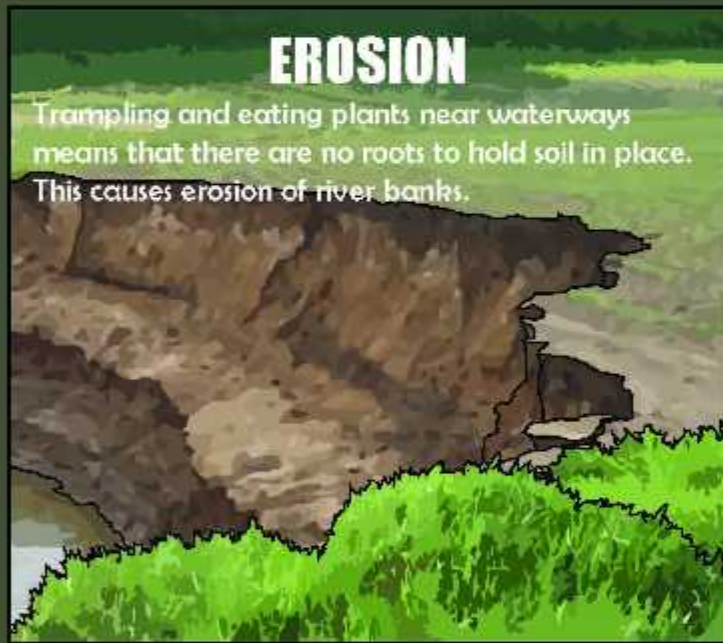 EROSION
Trampling and eating plants near waterways
means that there are no roots to hold soil in place.
This causes erosion of river banks.